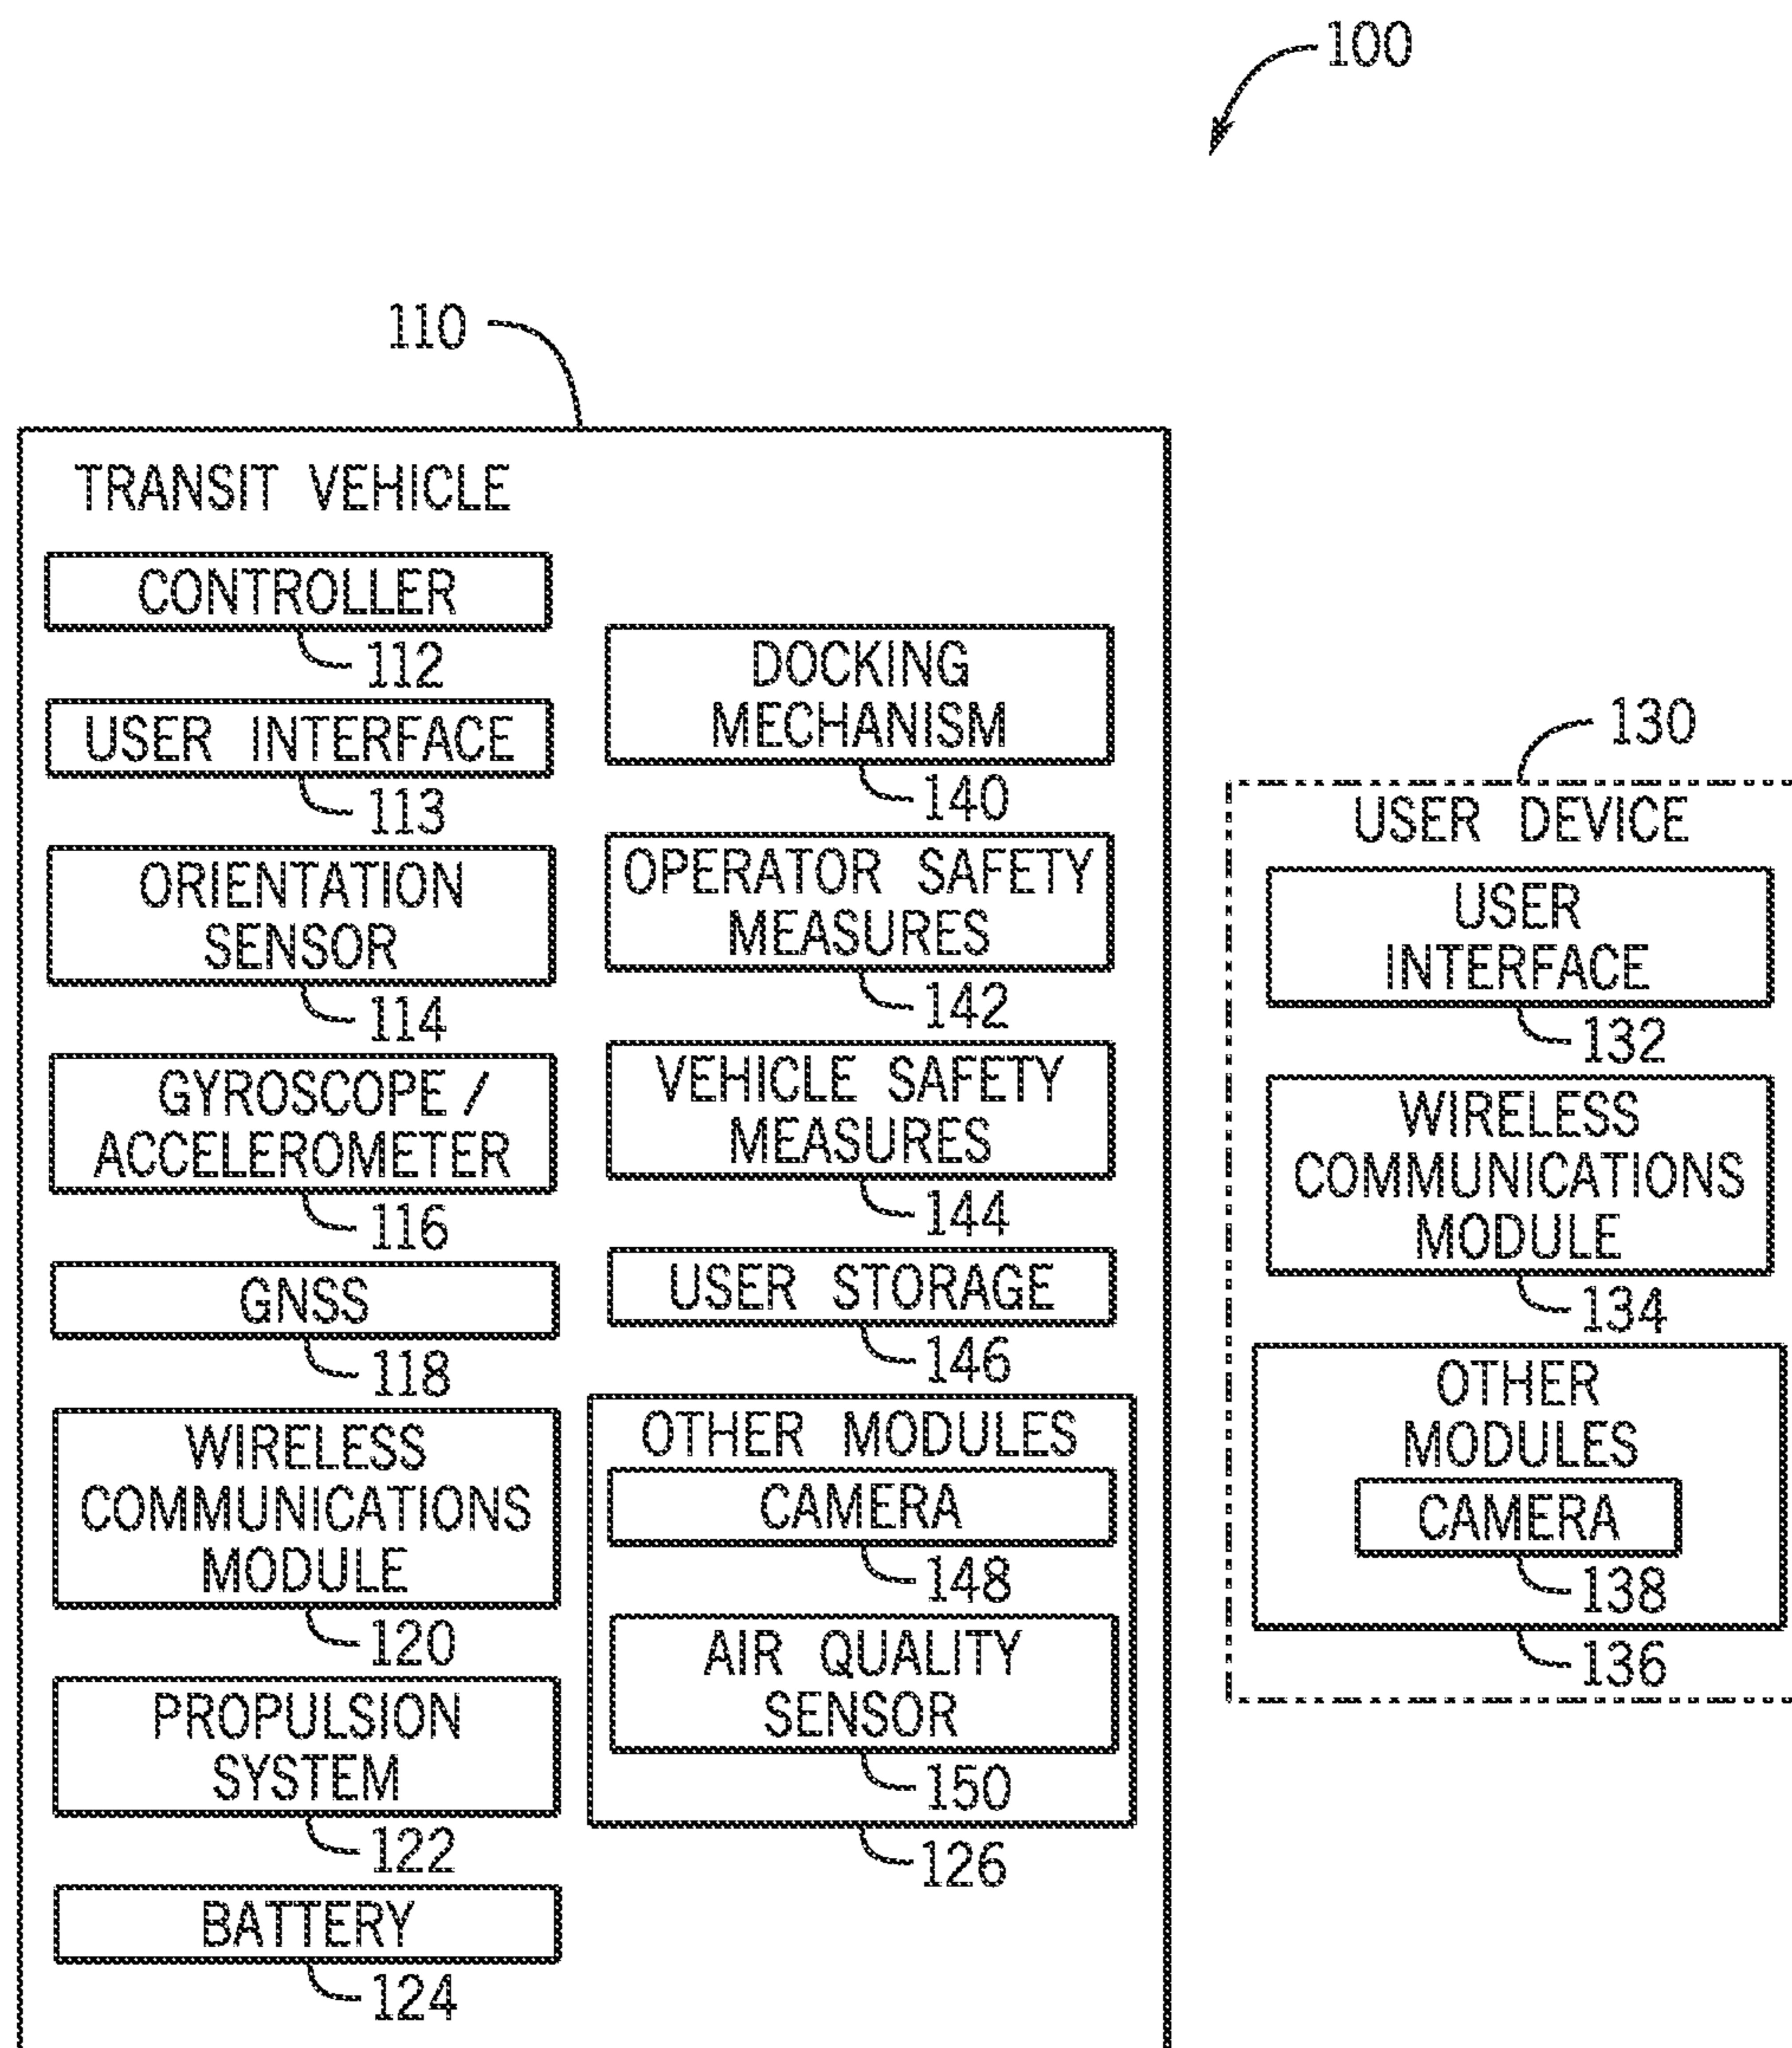 100
110
TRANSIT VEHICLE
CONTROLLER
112
USER INTERFACE
113
ORIENTATION
SENSOR
114
GYROSCOPE /
ACCELEROMETER
116
GNSS
118
WIRELESS
COMMUNICATIONS
MODULE
120
PROPULSION
SYSTEM
122
BATTERY
124
DOCKING
MECHANISM
140
OPERATOR SAFETY
MEASURES
142
VEHICLE SAFETY
MEASURES
144
USER STORAGE
146
OTHER MODULES
CAMERA
148
AIR QUALITY
SENSOR
150
126
130
USER DEVICE
USER
INTERFACE
132
WIRELESS
COMMUNICATIONS
MODULE
134
OTHER
MODULES
CAMERA
138
136